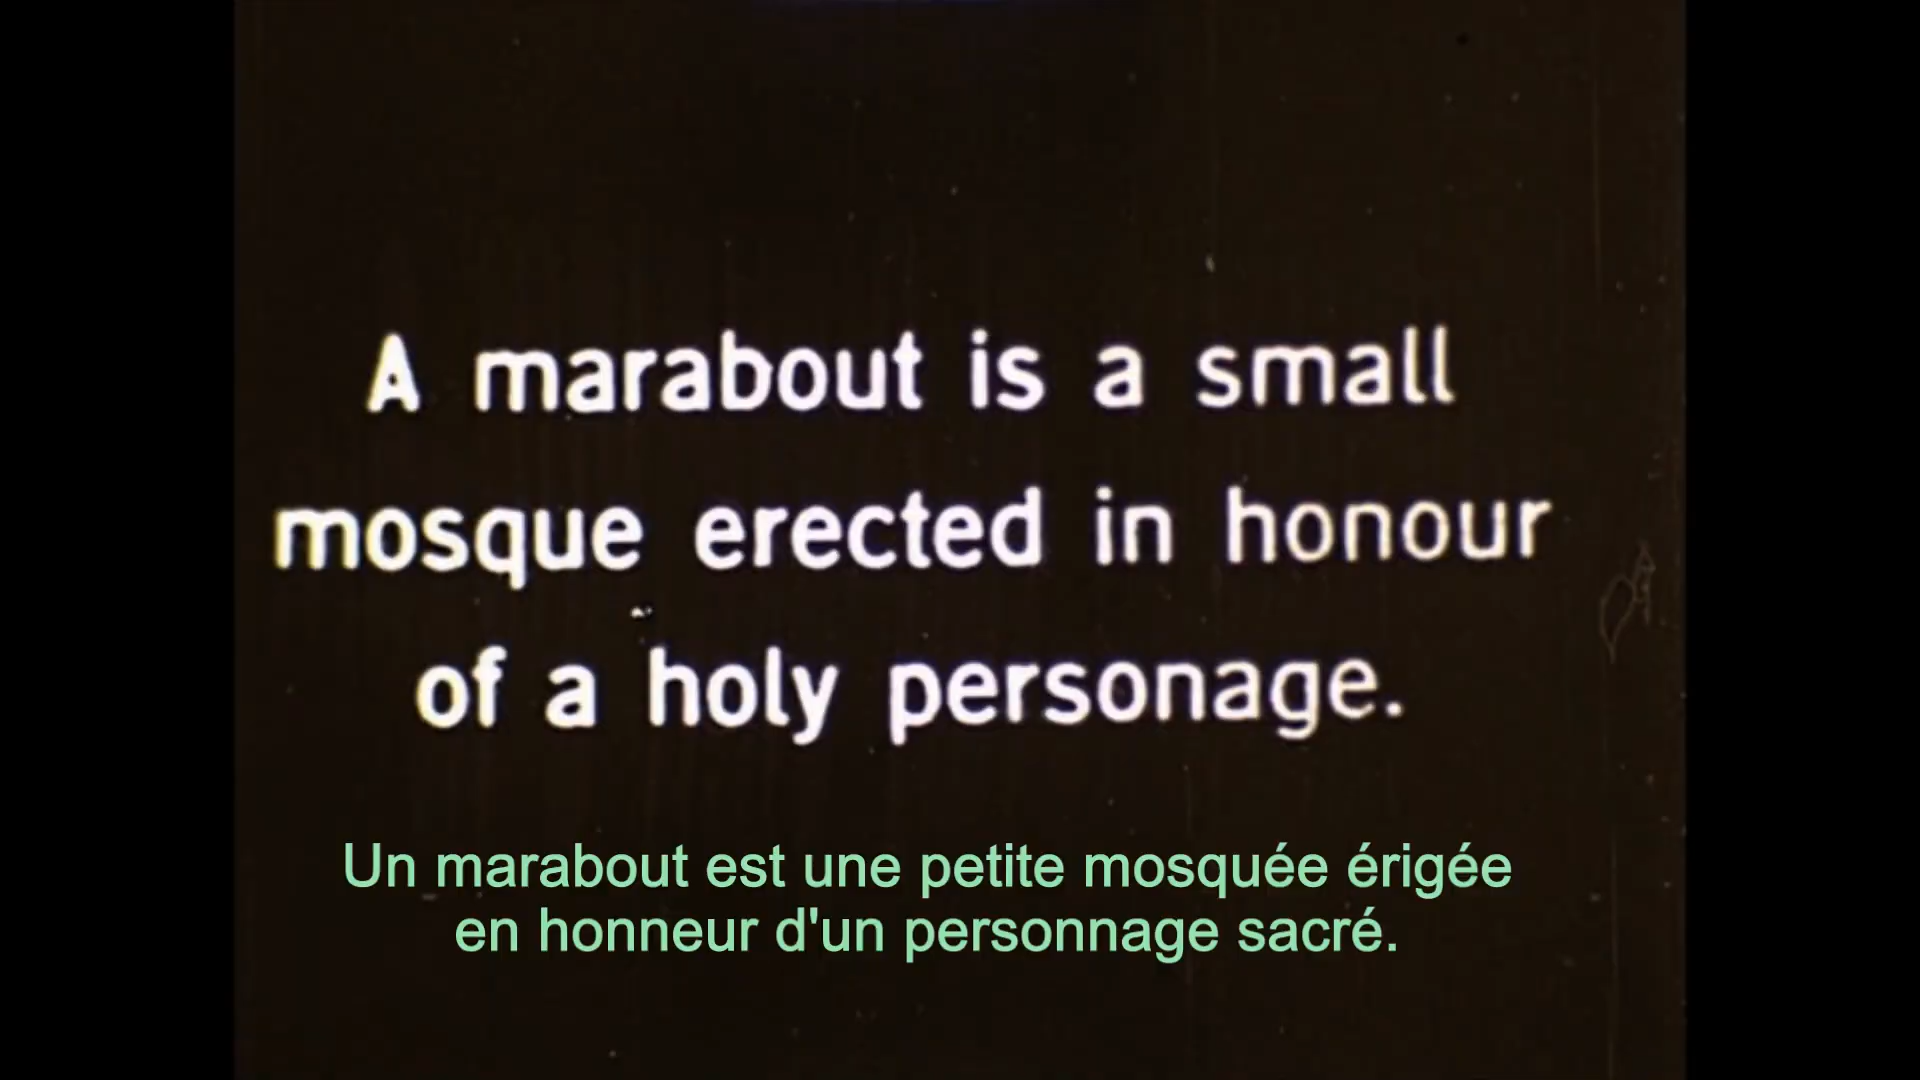 A marabout is a small
mosque erected in honour
of a holy personage.
Un marabout est une petite mosquée érigée
en honneur d'un personnage sacré.